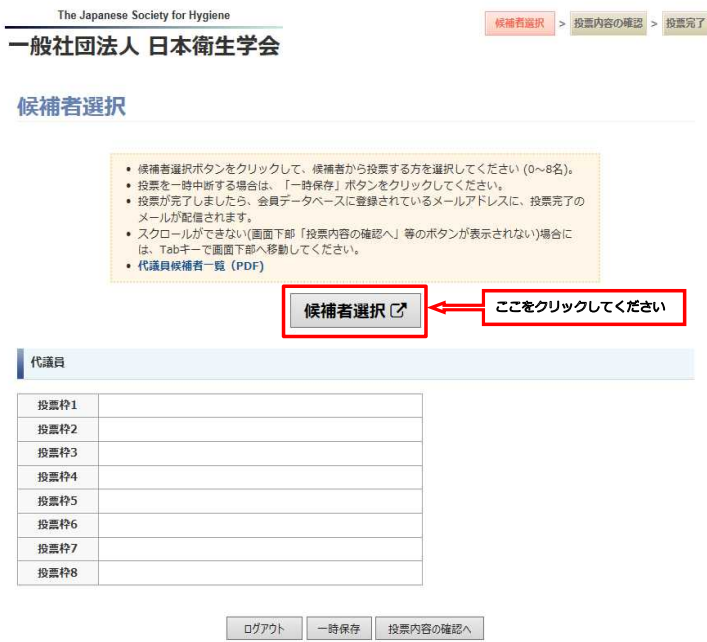 The Japanese Society for Hygiene
一般社団法人 日本衛生学会
候補者選択 > 投票内容の確認 > 投票完了
候補者選択
• 候補者選択ボタンをクリックして、候補者から投票する方を選択してください (0～8名)。
• 投票を一時中断する場合は、「一時保存」ボタンをクリックしてください。
• 投票が完了しましたら、会員データベースに登録されているメールアドレスに、投票完了の
メールが配信されます。
• スクロールができない(画面下部「投票内容の確認へ」等のボタンが表示されない)場合に
は、Tabキーで画面下部へ移動してください。
• 代議員候補者一覧（PDF)
候補者選択
ここをクリックしてください
代議員
投票枠1
投票枠2
投票枠3
投票枠4
投票枠5
投票枠6
投票枠7
投票枠8
ログアウト 一時保存 投票内容の確認へ